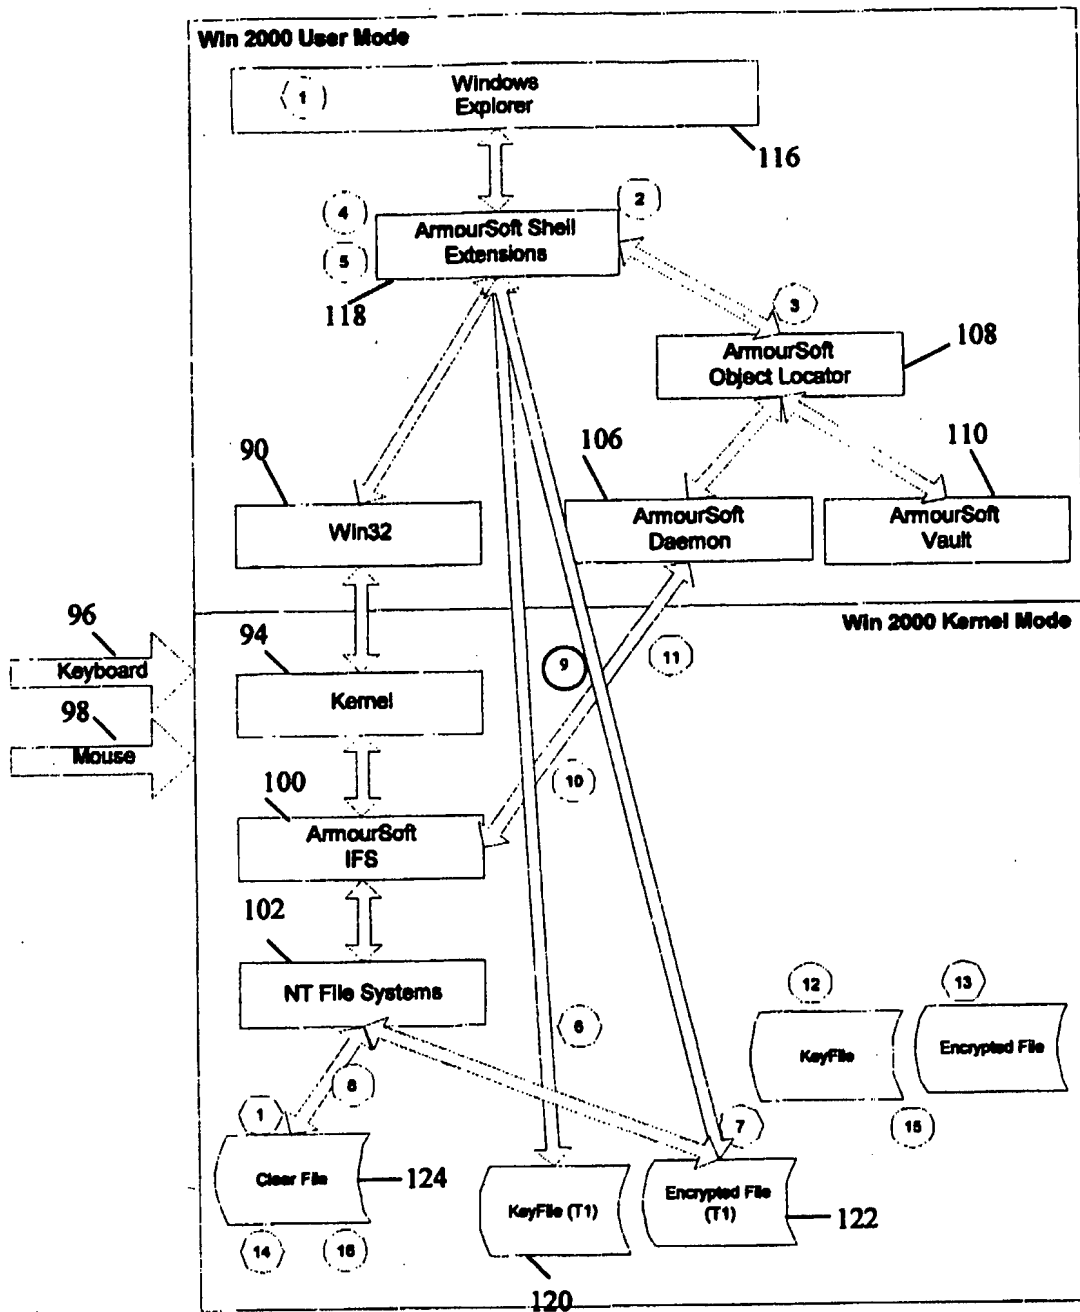 Win 2000 User Mode
1
Windows
Explorer
116
2
4
ArmourSoft Shell
Extensions
5
118
3
108
ArmourSoft
Object Locator
90
106
110
Win32
ArmourSoft
Daemon
ArmourSoft
Vault
Win 2000 Kernel Mode
96
94
Keyboard
9
11
Kernel
98
Mouse
10
100
ArmourSoft
IFS
102
NT File Systems
12
13
6
KeyFile
Encrypted File
8
1
7
15
Clear File
124
KeyFile (T1)
Encrypted File
(T1)
122
14
16
120